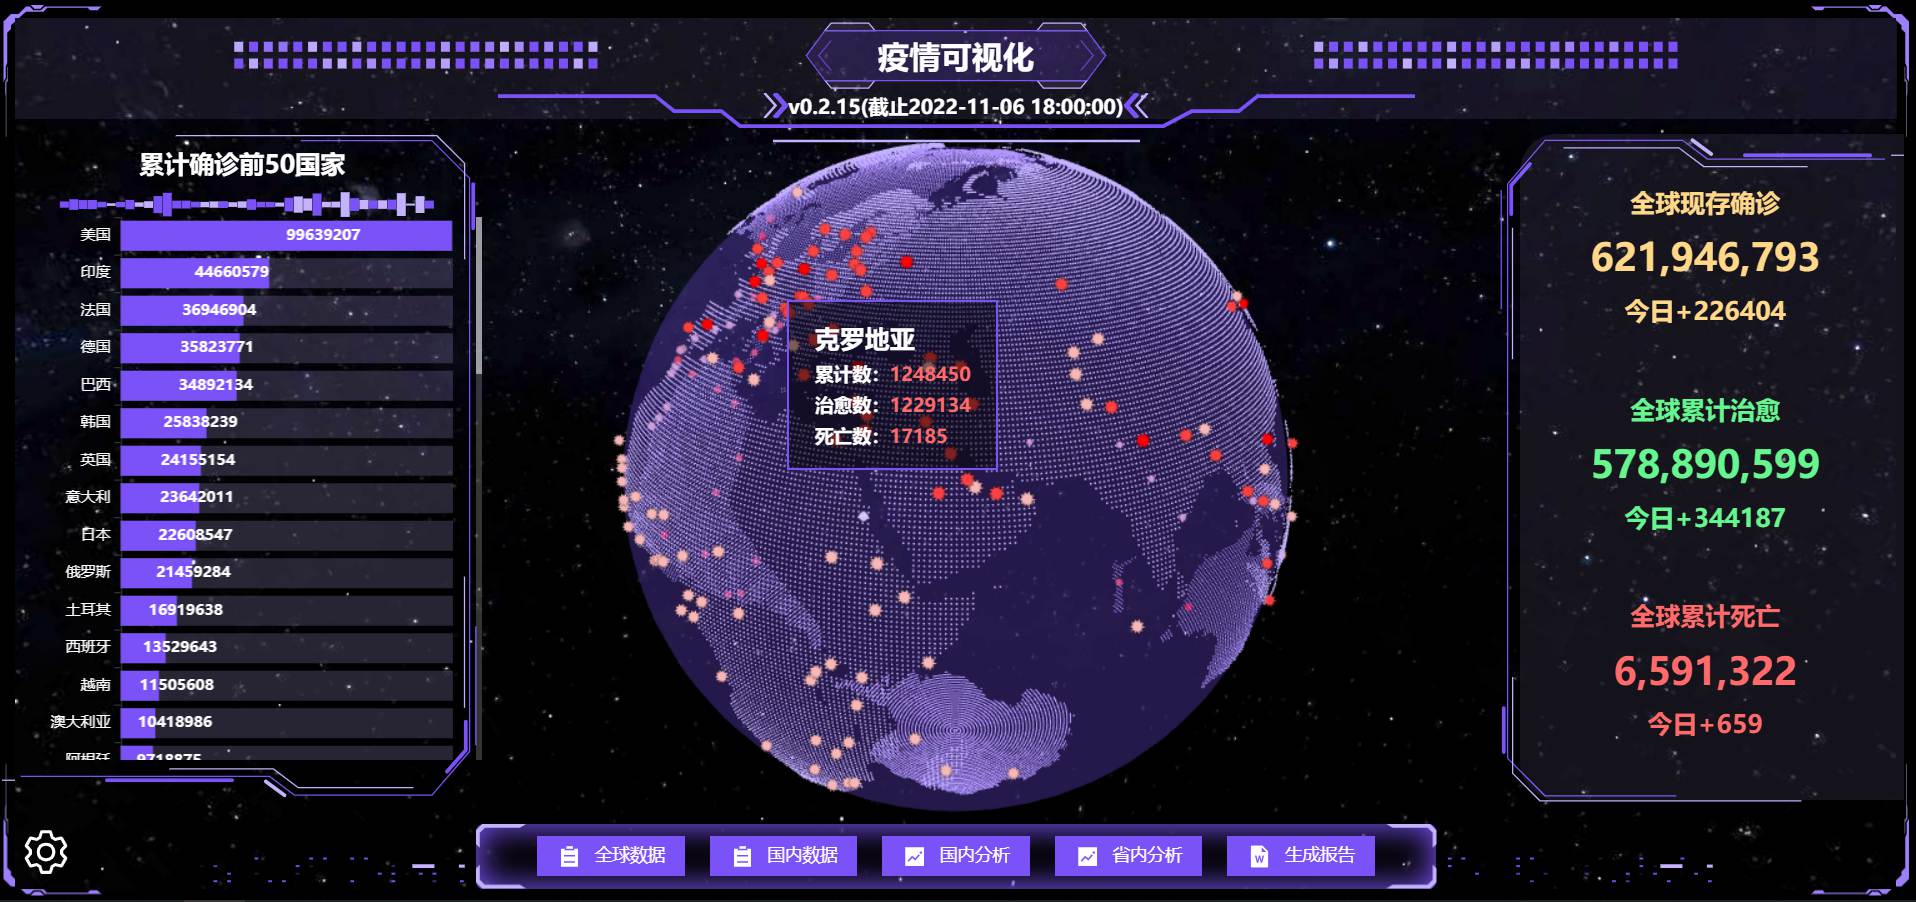 疫情可视化
v0.2.15(截止2022-11-06 18:00:00)
累计确诊前50国家
美国 99639207
印度 44660579
法国 36946904
德国 35823771
巴西 34892134
韩国 25838239
英国 24155154
意大利 23642011
日本 22608547
俄罗斯 21459284
土耳其 16919638
西班牙 13529643
越南 11505608
澳大利亚 10418986
阿根廷 9718875
克罗地亚
累计数：1248450
治愈数：1229134
死亡数：17185
全球现存确诊
621,946,793
今日+226404
全球累计治愈
578,890,599
今日+344187
全球累计死亡
6,591,322
今日+659
全球数据
国内数据
国内分析
省内分析
W 生成报告